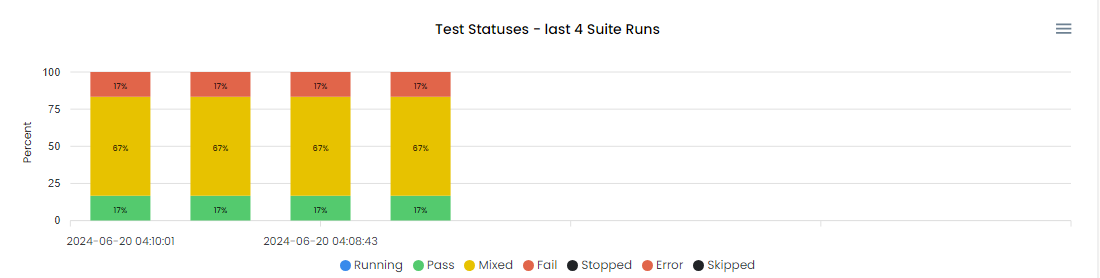 Test Statuses - last 4 Suite Runs
Percent
100
75
50
25
0
17% 17% 17% 17%
67% 67% 67% 67%
17% 17% 17% 17%
2024-06-20 04:10:01 2024-06-20 04:08:43
Running Pass Mixed Fail Stopped Error Skipped